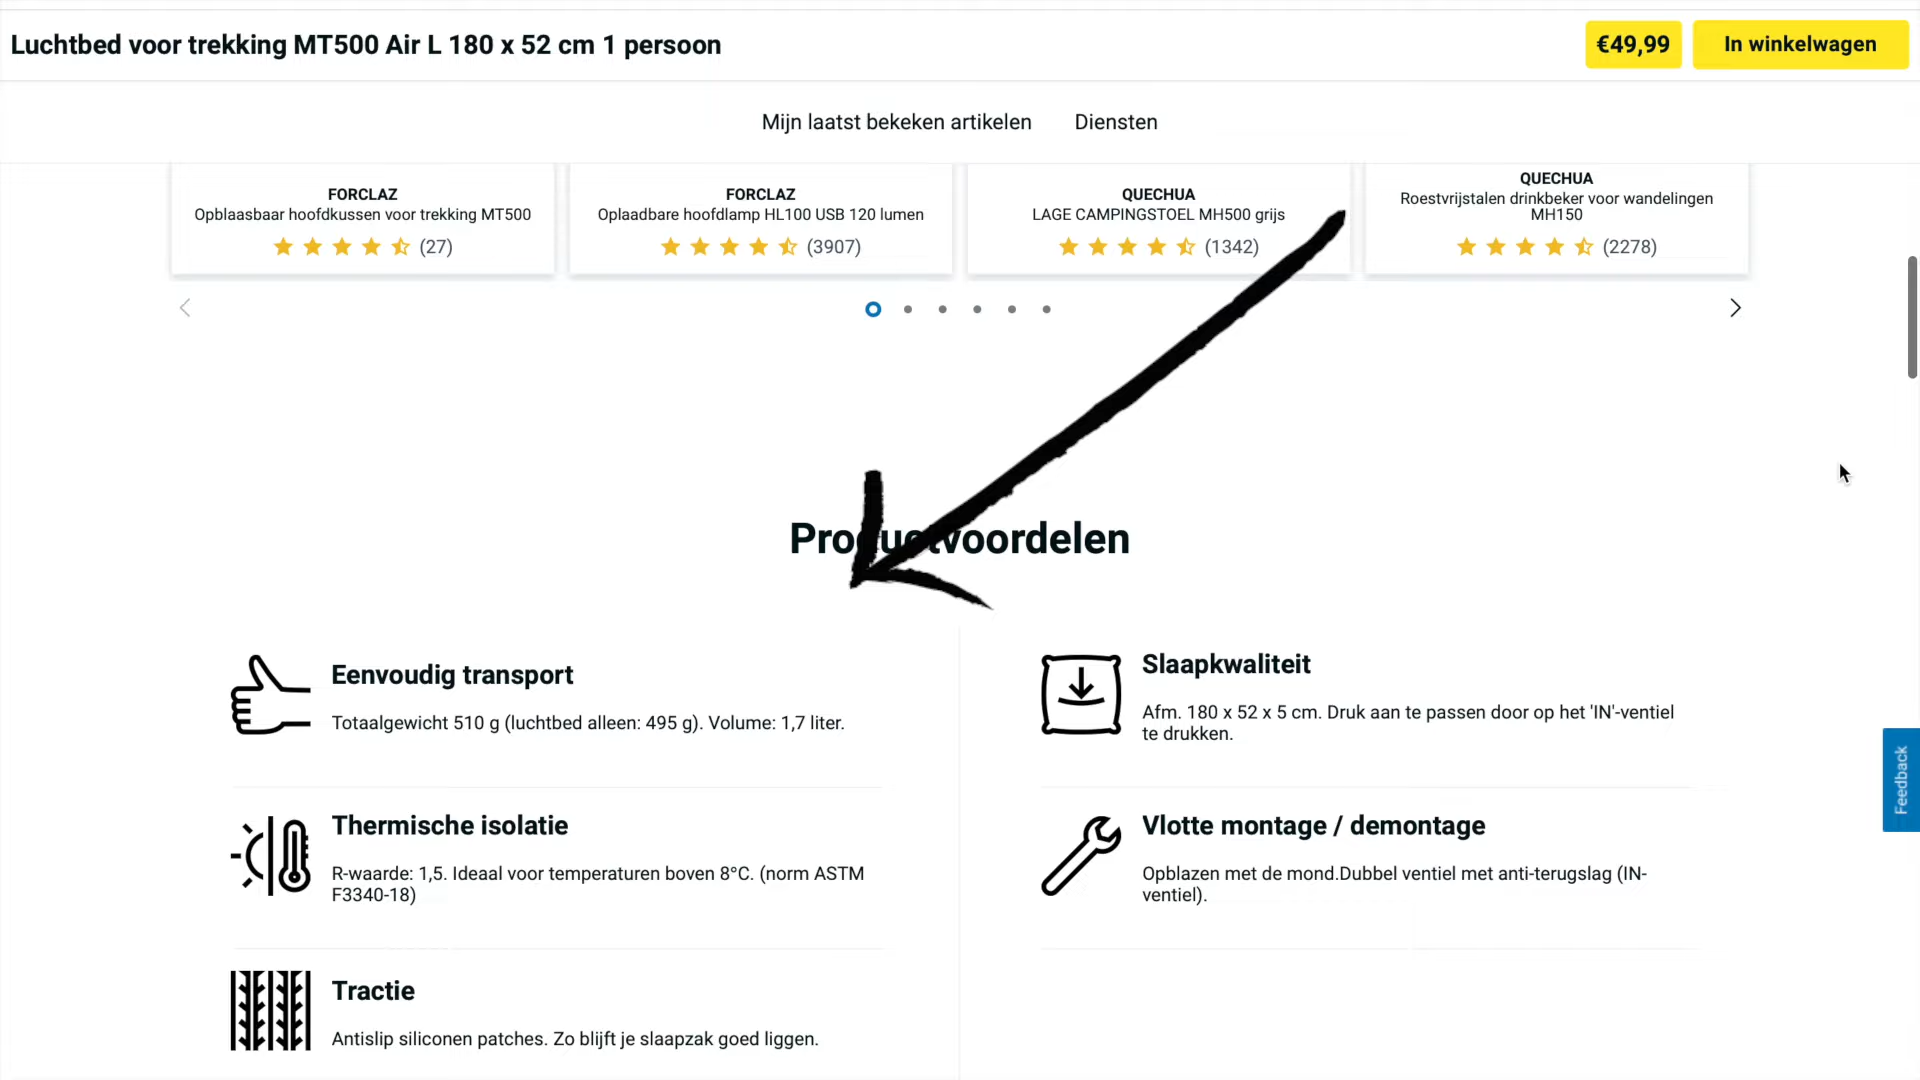 Luchtbed voor trekking MT500 Air L 180 x 52 cm 1 persoon
€49,99
In winkelwagen
Mijn laatst bekeken artikelen
Diensten
FORCLAZ
Opblaasbaar hoofdkussen voor trekking MT500
(27)
FORCLAZ
Oplaadbare hoofdlamp HL100 USB 120 lumen
(3907)
QUECHUA
LAGE CAMPINGSTOEL MH500 grijs
(1342)
QUECHUA
Roestvrijstalen drinkbeker voor wandelingen
MH150
(2278)
Productvoordelen
Eenvoudig transport
Totaalgewicht 510 g (luchtbed alleen: 495 g). Volume: 1,7 liter.
Slaapkwaliteit
Afm. 180 x 52 x 5 cm. Druk aan te passen door op het 'IN'-ventiel
te drukken.
Thermische isolatie
R-waarde: 1,5. Ideaal voor temperaturen boven 8°C. (norm ASTM
F3340-18)
Vlotte montage / demontage
Opblazen met de mond.Dubbel ventiel met anti-terugslag (IN-
ventiel).
Tractie
Antislip siliconen patches. Zo blijft je slaapzak goed liggen.
Feedback